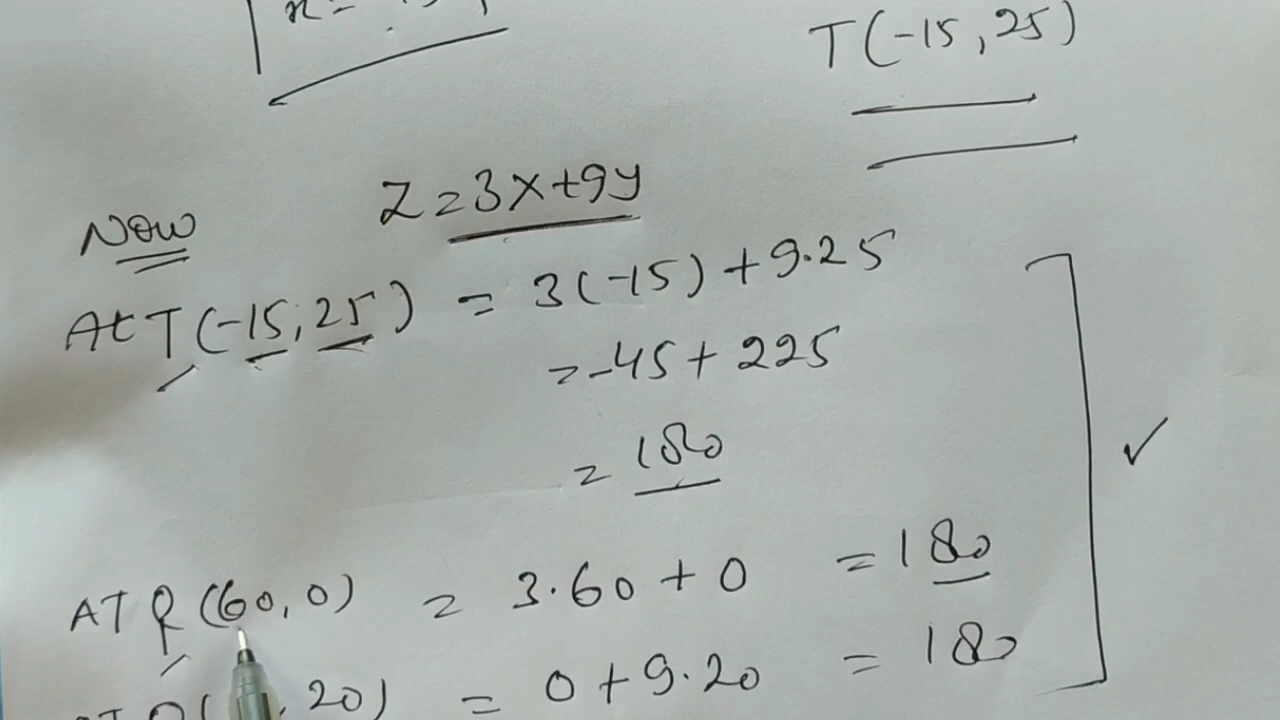 T(-15, 25)
Now Z=3x+9y
At T(-15, 25) = 3(-15)+9.25
=-45+225
= 180
AT Q(60,0) = 3.60+0 = 180
, 20) = 0+9.20 = 180